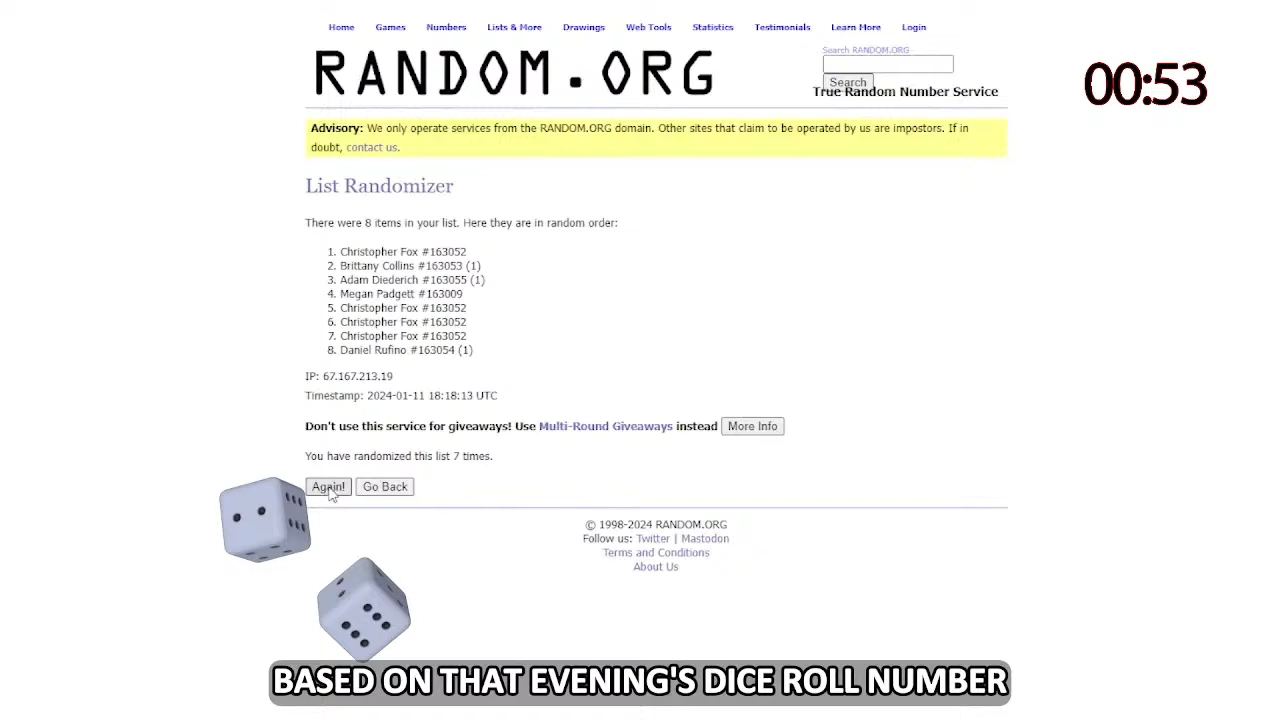 Home Games Numbers Lists & More Drawings Web Tools Statistics Testimonials Learn More Login
RANDOM.ORG
Search RANDOM.ORG
Search
True Random Number Service
00:53
Advisory: We only operate services from the RANDOM.ORG domain. Other sites that claim to be operated by us are impostors. If in
doubt, contact us.
List Randomizer
There were 8 items in your list. Here they are in random order:
1. Christopher Fox #163052
2. Brittany Collins #163053 (1)
3. Adam Diederich #163055 (1)
4. Megan Padgett #163009
5. Christopher Fox #163052
6. Christopher Fox #163052
7. Christopher Fox #163052
8. Daniel Rufino #163054 (1)
IP: 67.167.213.19
Timestamp: 2024-01-11 18:18:13 UTC
Don't use this service for giveaways! Use Multi-Round Giveaways instead More Info
You have randomized this list 7 times.
Again! Go Back
© 1998-2024 RANDOM.ORG
Follow us: Twitter | Mastodon
Terms and Conditions
About Us
BASED ON THAT EVENING'S DICE ROLL NUMBER